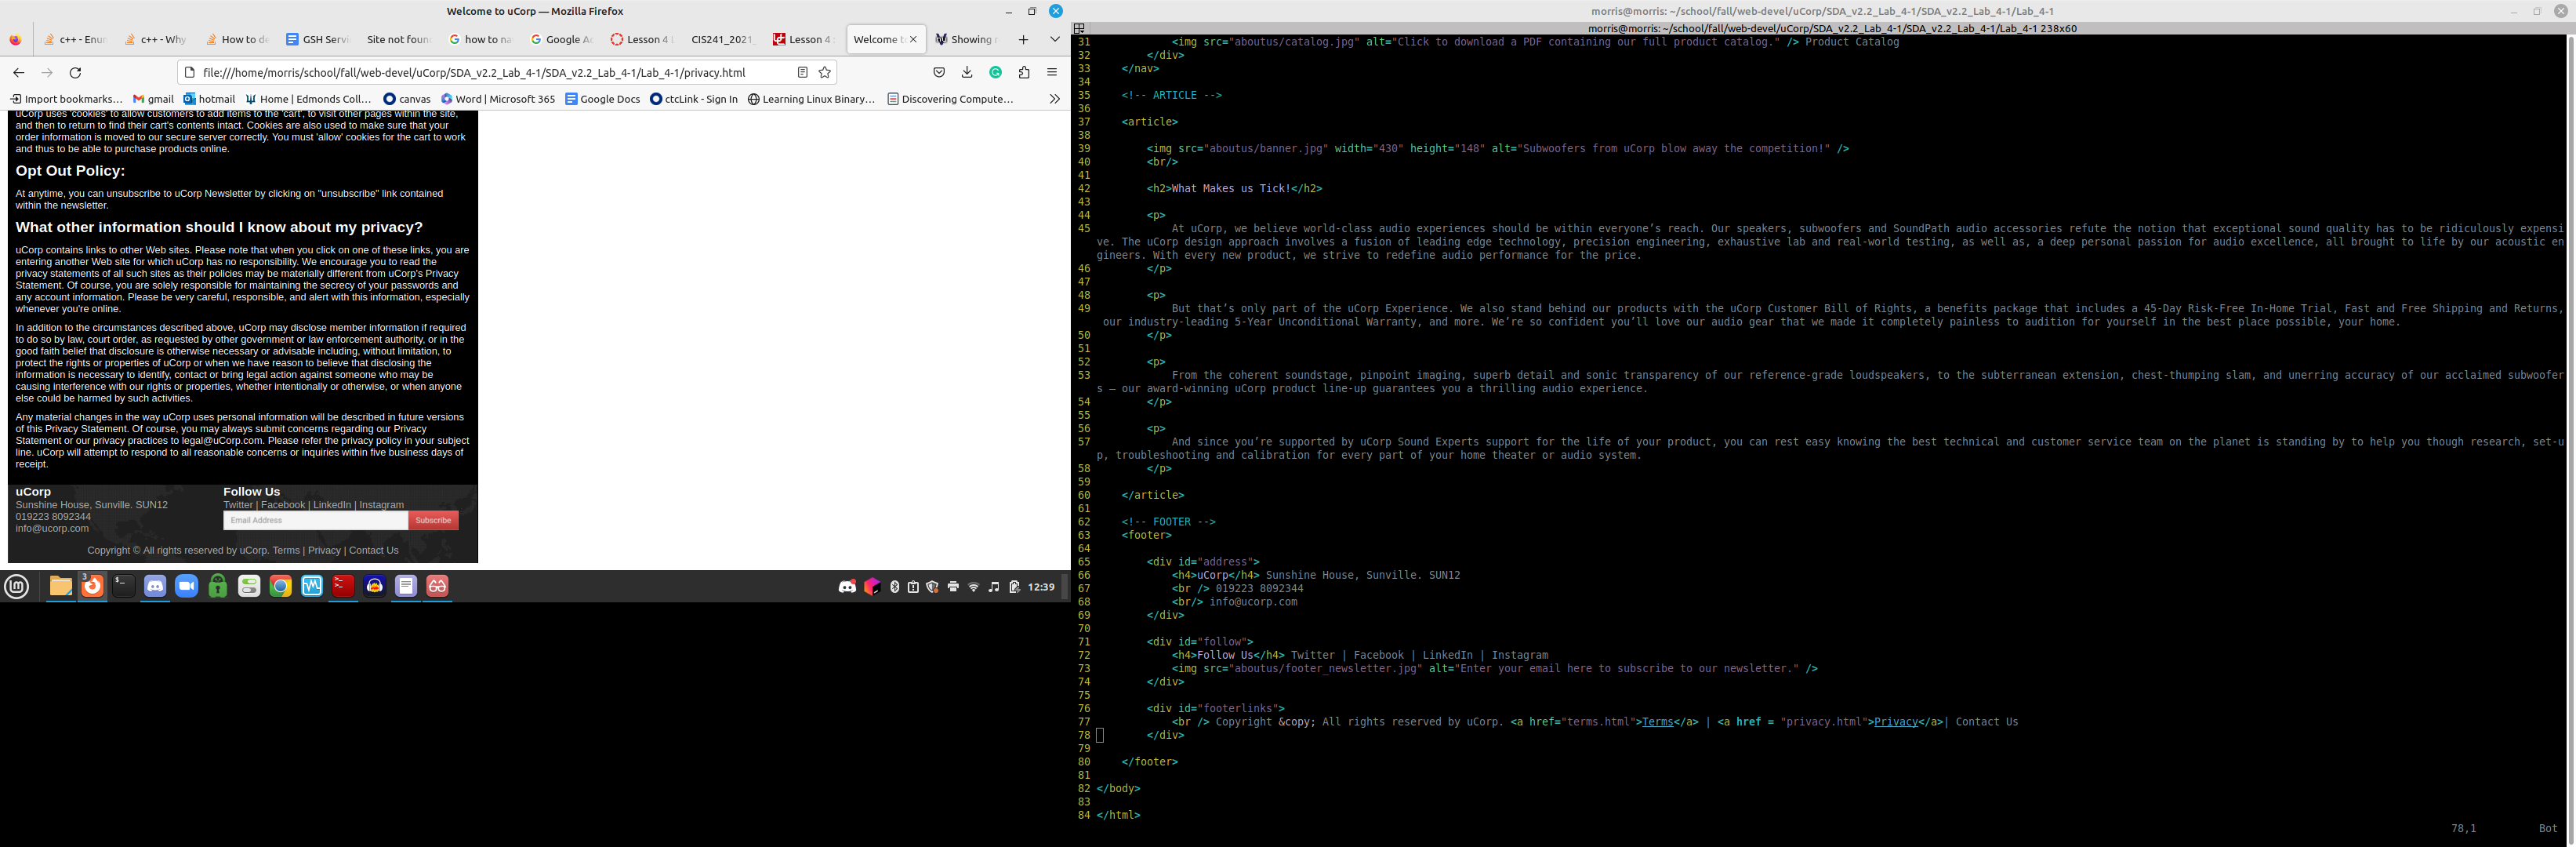 Welcome to uCorp — Mozilla Firefox
c++ - Enur
c++ - Why
How to de
GSH Servi
Site not foun
how to na
Google Ac
Lesson 4
CIS241_2021_
Lesson 4
Welcome to
Showing r
file:///home/morris/school/fall/web-devel/uCorp/SDA_v2.2_Lab_4-1/SDA_v2.2_Lab_4-1/Lab_4-1/privacy.html
Import bookmarks…
gmail
hotmail
Home | Edmonds Coll…
canvas
Word | Microsoft 365
Google Docs
ctcLink - Sign In
Learning Linux Binary…
Discovering Compute…
uCorp uses 'cookies' to allow customers to add items to the 'cart', to visit other pages within the site,
and then to return to find their cart's contents intact. Cookies are also used to make sure that your
order information is moved to our secure server correctly. You must 'allow' cookies for the cart to work
and thus to be able to purchase products online.
Opt Out Policy:
At anytime, you can unsubscribe to uCorp Newsletter by clicking on "unsubscribe" link contained
within the newsletter.
What other information should I know about my privacy?
uCorp contains links to other Web sites. Please note that when you click on one of these links, you are
entering another Web site for which uCorp has no responsibility. We encourage you to read the
privacy statements of all such sites as their policies may be materially different from uCorp's Privacy
Statement. Of course, you are solely responsible for maintaining the secrecy of your passwords and
any account information. Please be very careful, responsible, and alert with this information, especially
whenever you're online.
In addition to the circumstances described above, uCorp may disclose member information if required
to do so by law, court order, as requested by other government or law enforcement authority, or in the
good faith belief that disclosure is otherwise necessary or advisable including, without limitation, to
protect the rights or properties of uCorp or when we have reason to believe that disclosing the
information is necessary to identify, contact or bring legal action against someone who may be
causing interference with our rights or properties, whether intentionally or otherwise, or when anyone
else could be harmed by such activities.
Any material changes in the way uCorp uses personal information will be described in future versions
of this Privacy Statement. Of course, you may always submit concerns regarding our Privacy
Statement or our privacy practices to legal@uCorp.com. Please refer the privacy policy in your subject
line. uCorp will attempt to respond to all reasonable concerns or inquiries within five business days of
receipt.
uCorp
Sunshine House, Sunville. SUN12
019223 8092344
info@ucorp.com
Follow Us
Twitter | Facebook | LinkedIn | Instagram
Email Address Subscribe
Copyright © All rights reserved by uCorp. Terms | Privacy | Contact Us
3
12:39
morris@morris: ~/school/fall/web-devel/uCorp/SDA_v2.2_Lab_4-1/SDA_v2.2_Lab_4-1/Lab_4-1
morris@morris: ~/school/fall/web-devel/uCorp/SDA_v2.2_Lab_4-1/SDA_v2.2_Lab_4-1/Lab_4-1 238x60
31 <img src="aboutus/catalog.jpg" alt="Click to download a PDF containing our full product catalog." /> Product Catalog
32 </div>
33 </nav>
34
35 <!-- ARTICLE -->
36
37 <article>
38
39 <img src="aboutus/banner.jpg" width="430" height="148" alt="Subwoofers from uCorp blow away the competition!" />
40 <br/>
41
42 <h2>What Makes us Tick!</h2>
43
44 <p>
45 At uCorp, we believe world-class audio experiences should be within everyone’s reach. Our speakers, subwoofers and SoundPath audio accessories refute the notion that exceptional sound quality has to be ridiculously expensi
ve. The uCorp design approach involves a fusion of leading edge technology, precision engineering, exhaustive lab and real-world testing, as well as, a deep personal passion for audio excellence, all brought to life by our acoustic en
gineers. With every new product, we strive to redefine audio performance for the price.
46 </p>
47
48 <p>
49 But that’s only part of the uCorp Experience. We also stand behind our products with the uCorp Customer Bill of Rights, a benefits package that includes a 45-Day Risk-Free In-Home Trial, Fast and Free Shipping and Returns,
our industry-leading 5-Year Unconditional Warranty, and more. We’re so confident you’ll love our audio gear that we made it completely painless to audition for yourself in the best place possible, your home.
50 </p>
51
52 <p>
53 From the coherent soundstage, pinpoint imaging, superb detail and sonic transparency of our reference-grade loudspeakers, to the subterranean extension, chest-thumping slam, and unerring accuracy of our acclaimed subwoofer
s — our award-winning uCorp product line-up guarantees you a thrilling audio experience.
54 </p>
55
56 <p>
57 And since you’re supported by uCorp Sound Experts support for the life of your product, you can rest easy knowing the best technical and customer service team on the planet is standing by to help you though research, set-u
p, troubleshooting and calibration for every part of your home theater or audio system.
58 </p>
59
60 </article>
61
62 <!-- FOOTER -->
63 <footer>
64
65 <div id="address">
66 <h4>uCorp</h4> Sunshine House, Sunville. SUN12
67 <br /> 019223 8092344
68 <br/> info@ucorp.com
69 </div>
70
71 <div id="follow">
72 <h4>Follow Us</h4> Twitter | Facebook | LinkedIn | Instagram
73 <img src="aboutus/footer_newsletter.jpg" alt="Enter your email here to subscribe to our newsletter." />
74 </div>
75
76 <div id="footerlinks">
77 <br /> Copyright &copy; All rights reserved by uCorp. <a href="terms.html">Terms</a> | <a href = "privacy.html">Privacy</a>| Contact Us
78 </div>
79
80 </footer>
81
82 </body>
83
84 </html>
78,1 Bot